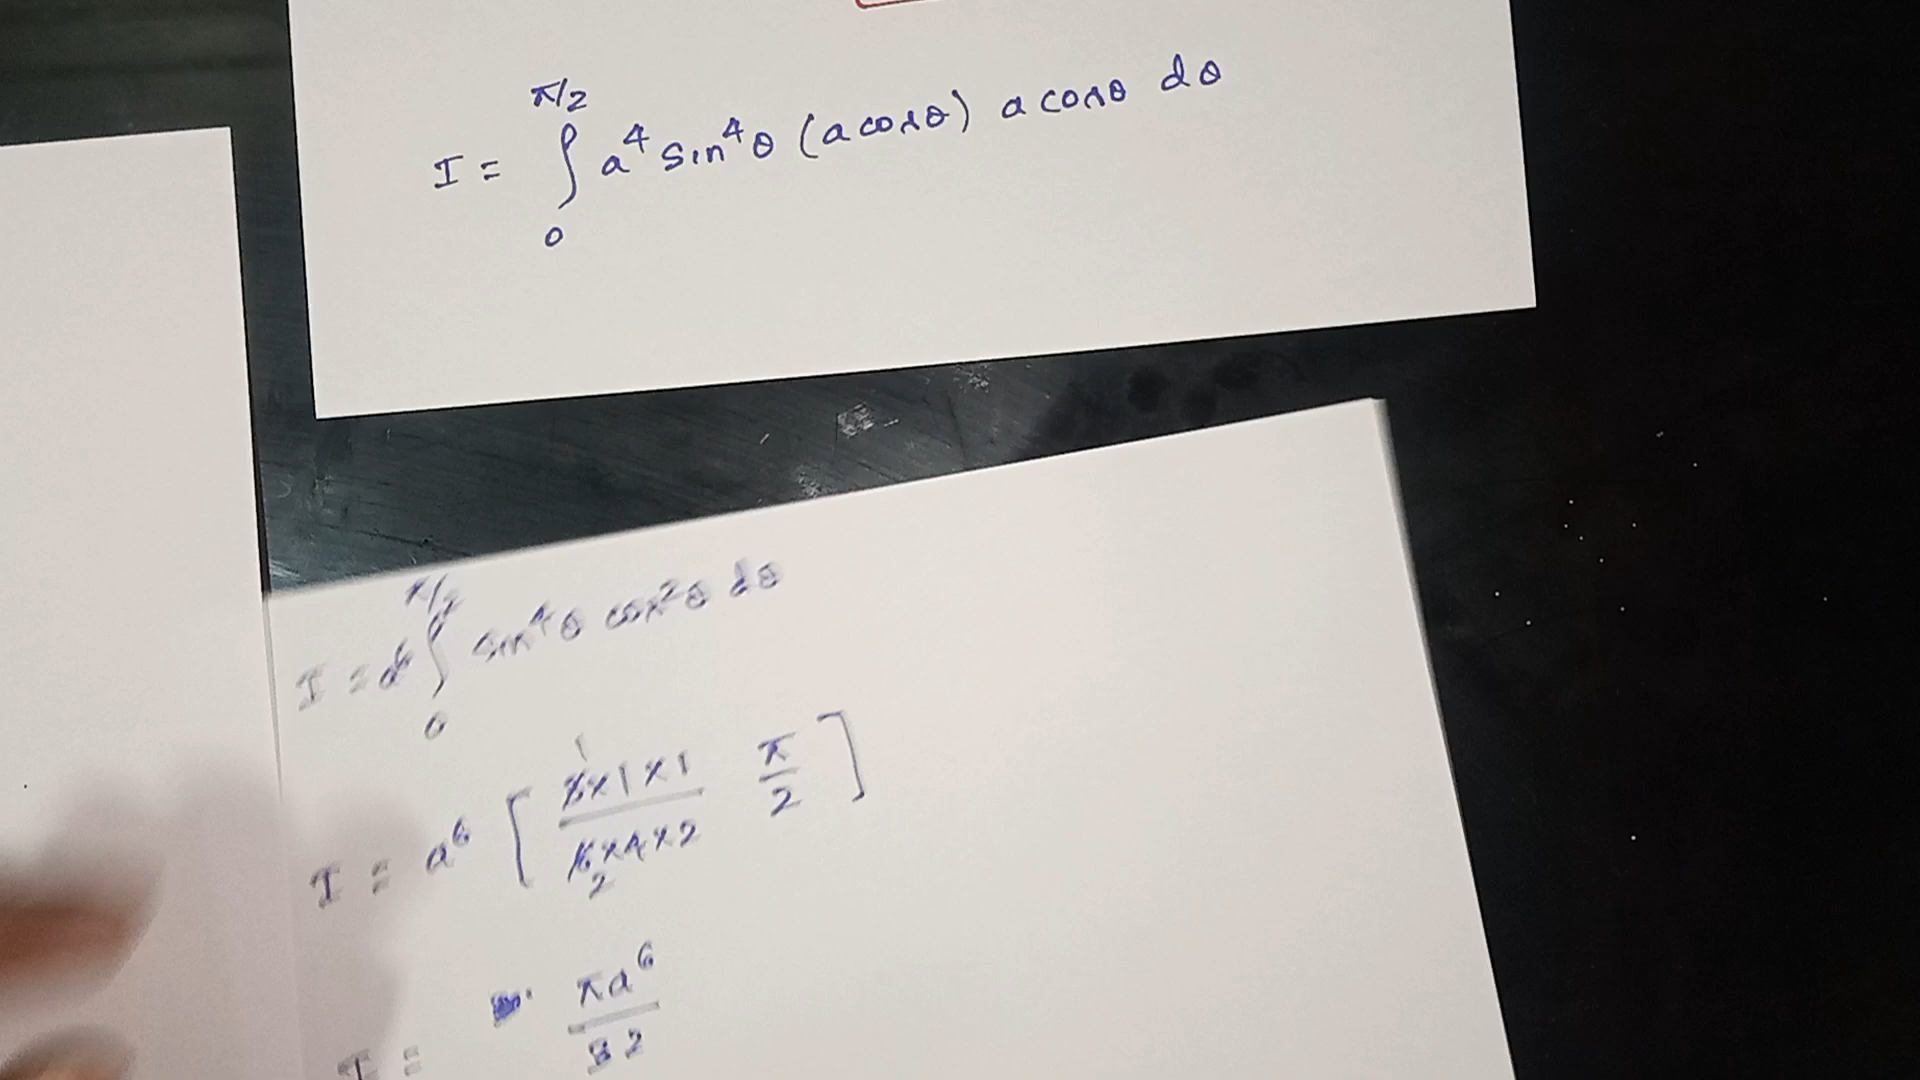 I = ∫₀^π/2 a⁴ sin⁴θ (a cosθ) a cosθ dθ
I = a⁶ ∫₀^π/2 sin⁴θ cos²θ dθ
I = a⁶ [ (3×1×1)/(6×4×2) π/2 ]
I = πa⁶/32